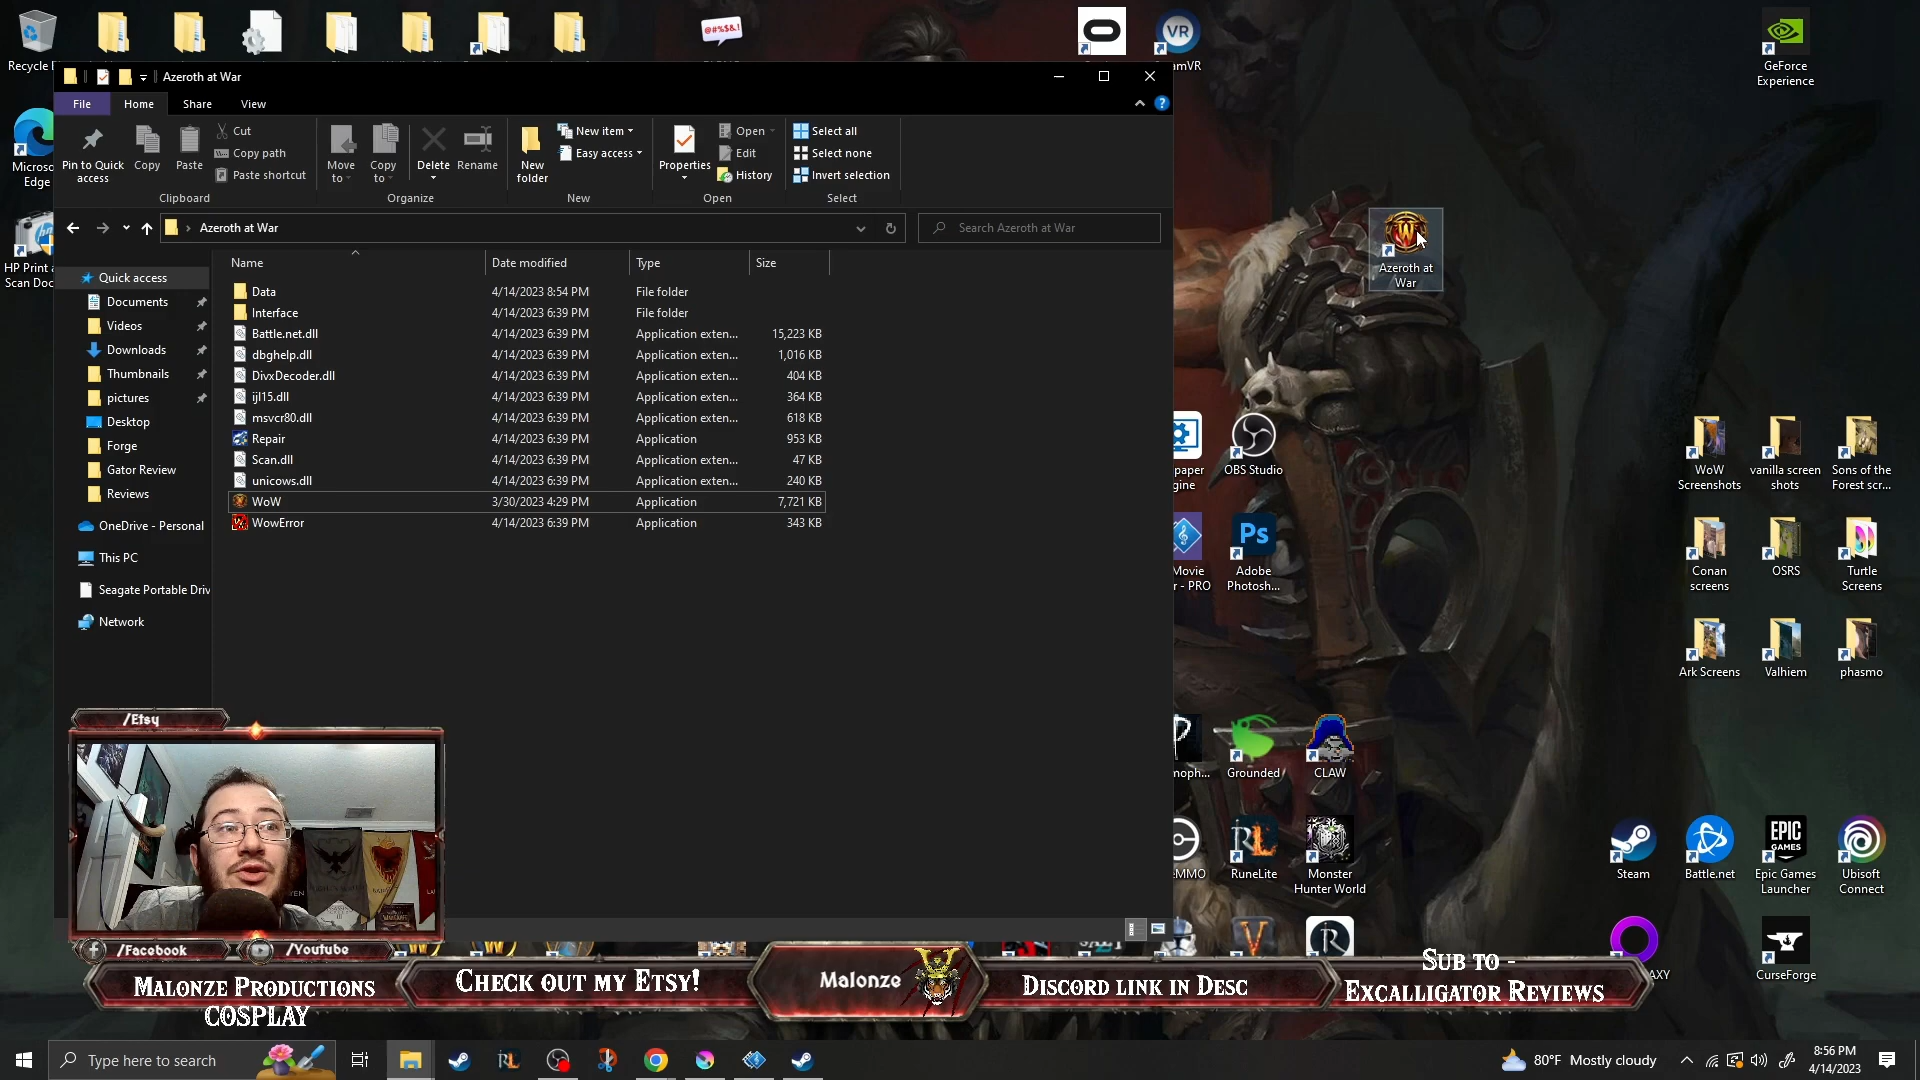 @#%$&!
Recycle
amVR
GeForce
Experience
Azeroth at War
File
Home
Share
View
Pin to Quick
access
Copy
Paste
Cut
Copy path
Paste shortcut
Clipboard
Move
to
Copy
to
Delete
Rename
Organize
New
folder
New item
Easy access
New
Properties
Open
Edit
History
Open
Select all
Select none
Invert selection
Select
Azeroth at War
Search Azeroth at War
Microso
Edge
HP Print
Scan Doc
Quick access
Documents
Videos
Downloads
Thumbnails
pictures
Desktop
Forge
Gator Review
Reviews
OneDrive - Personal
This PC
Seagate Portable Driv
Network
Name Date modified Type Size
Data 4/14/2023 8:54 PM File folder
Interface 4/14/2023 6:39 PM File folder
Battle.net.dll 4/14/2023 6:39 PM Application exten... 15,223 KB
dbghelp.dll 4/14/2023 6:39 PM Application exten... 1,016 KB
DivxDecoder.dll 4/14/2023 6:39 PM Application exten... 404 KB
ijl15.dll 4/14/2023 6:39 PM Application exten... 364 KB
msvcr80.dll 4/14/2023 6:39 PM Application exten... 618 KB
Repair 4/14/2023 6:39 PM Application 953 KB
Scan.dll 4/14/2023 6:39 PM Application exten... 47 KB
unicows.dll 4/14/2023 6:39 PM Application exten... 240 KB
WoW 3/30/2023 4:29 PM Application 7,721 KB
WowError 4/14/2023 6:39 PM Application 343 KB
Azeroth at
War
paper
gine
OBS Studio
Movie
r - PRO
Ps
Adobe
Photosh...
WoW
Screenshots
vanilla screen
shots
Sons of the
Forest scr...
Conan
screens
OSRS
Turtle
Screens
Ark Screens
Valhiem
phasmo
noph...
Grounded
CLAW
eMMO
RuneLite
Monster
Hunter World
Steam
Battle.net
EPIC
GAMES
Epic Games
Launcher
Ubisoft
Connect
AXY
CurseForge
/Etsy
/Facebook
/Youtube
Malonze Productions
COSPLAY
Check out my Etsy!
Malonze
Discord link in Desc
Sub to -
Excalligator Reviews
Type here to search
80°F Mostly cloudy
8:56 PM
4/14/2023